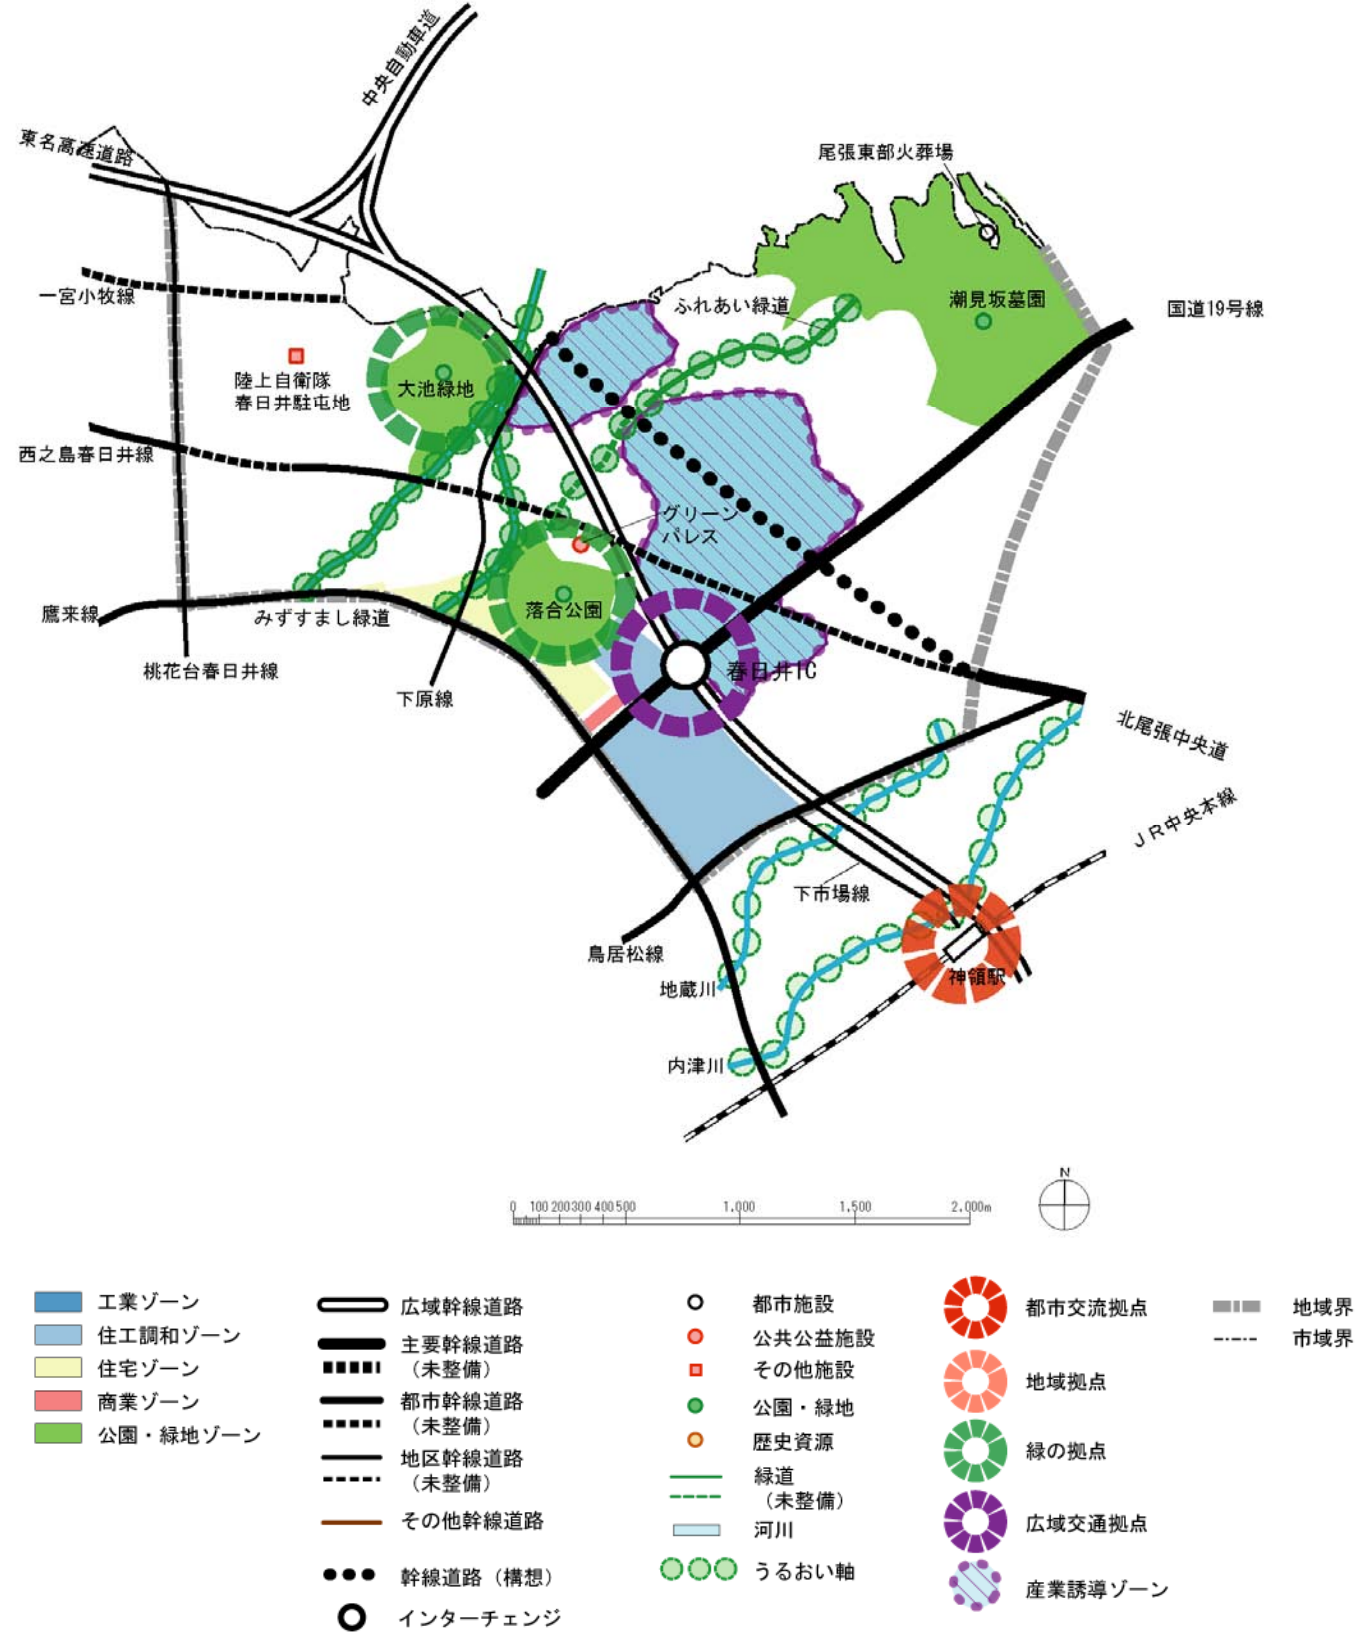 中央自動車道
東名高速道路
尾張東部火葬場
一宮小牧線
ふれあい緑道
潮見坂墓園
国道19号線
陸上自衛隊
春日井駐屯地
大池緑地
西之島春日井線
グリーン
パレス
鷹来線
みずすまし緑道
落合公園
桃花台春日井線
下原線
春日井IC
北尾張中央道
JR中央本線
下市場線
鳥居松線
地蔵川
神領駅
内津川
N
0 100 200 300 400 500 1,000 1,500 2,000m
工業ゾーン
住工調和ゾーン
住宅ゾーン
商業ゾーン
公園・緑地ゾーン
広域幹線道路
主要幹線道路
（未整備）
都市幹線道路
（未整備）
地区幹線道路
（未整備）
その他幹線道路
幹線道路（構想）
インターチェンジ
都市施設
公共公益施設
その他施設
公園・緑地
歴史資源
緑道
（未整備）
河川
うるおい軸
都市交流拠点
地域拠点
緑の拠点
広域交通拠点
産業誘導ゾーン
地域界
市域界